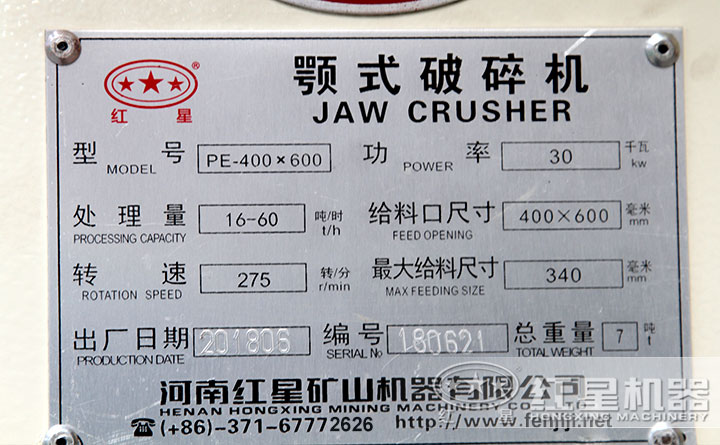 颚式破碎机
JAW CRUSHER
红星
型号 PE-400×600 功率 30 千瓦
MODEL POWER kw
处理量 16-60 吨/时 给料口尺寸 400×600 毫米
PROCESSING CAPACITY t/h FEED OPENING mm
转速 275 转/分 最大给料尺寸 340 毫米
ROTATION SPEED r/min MAX FEEDING SIZE mm
出厂日期 201806 编号 180621 总重量 7 吨
PRODUCTION DATE SERIAL No TOTAL WEIGHT t
河南红星矿山机器有限公司
HENAN HONGXING MINING MACHINERY CO.,
(+86)-371-67772626 http://www.fenjiji.net
红星机器
HONGXING MACHINERY
红星